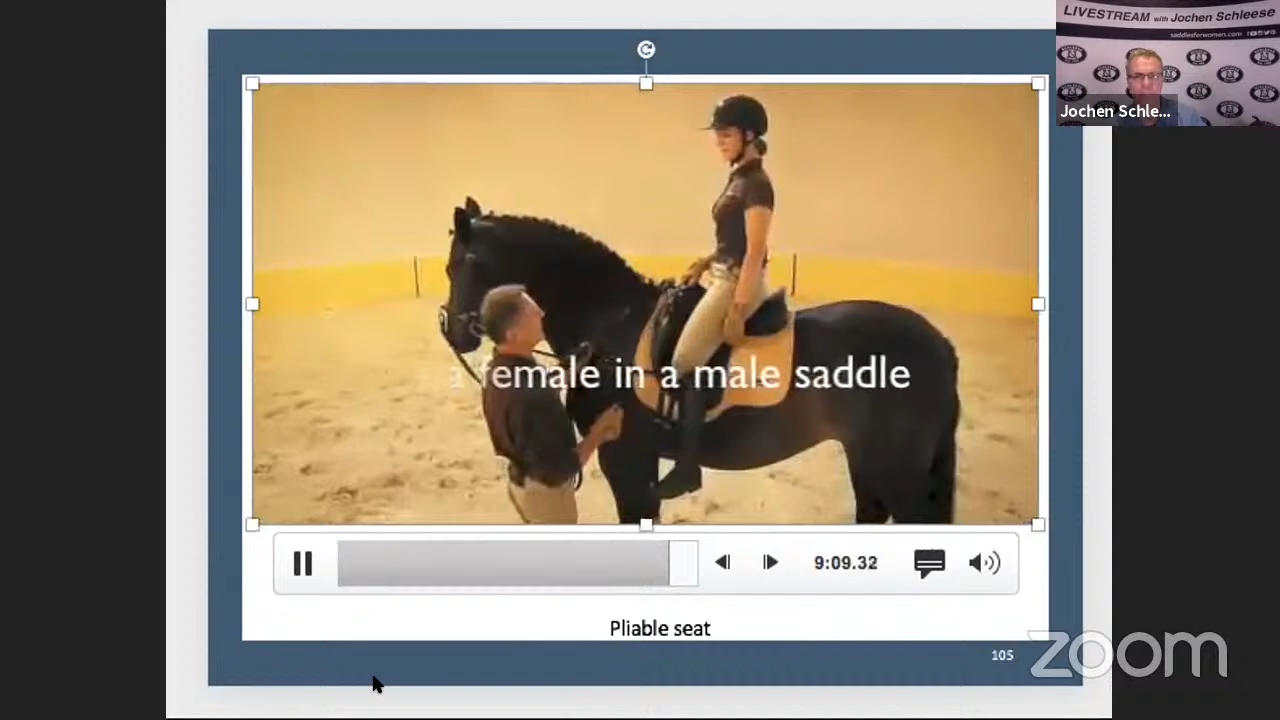 LIVESTREAM with Jochen Schleese
saddlesforwomen.com
Jochen Schle...
a female in a male saddle
9:09.32
Pliable seat
105
zoom